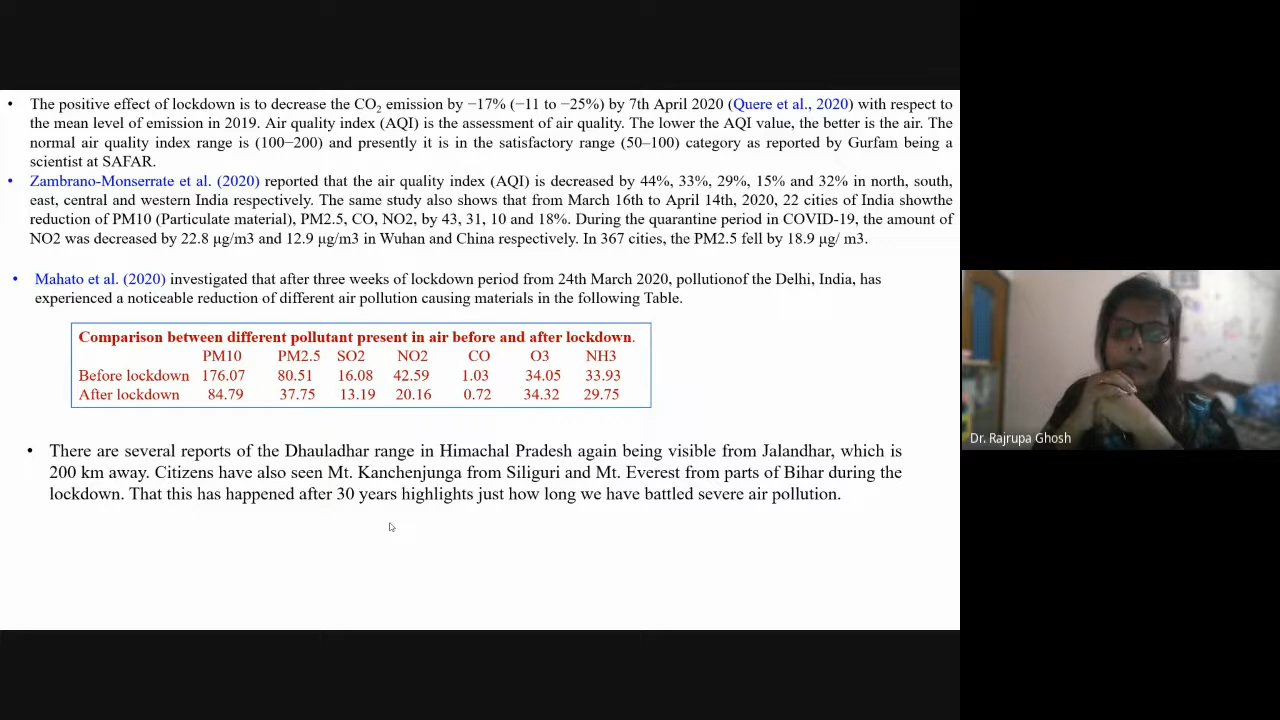 • The positive effect of lockdown is to decrease the CO₂ emission by −17% (−11 to −25%) by 7th April 2020 (Quere et al., 2020) with respect to
the mean level of emission in 2019. Air quality index (AQI) is the assessment of air quality. The lower the AQI value, the better is the air. The
normal air quality index range is (100−200) and presently it is in the satisfactory range (50–100) category as reported by Gurfam being a
scientist at SAFAR.
• Zambrano-Monserrate et al. (2020) reported that the air quality index (AQI) is decreased by 44%, 33%, 29%, 15% and 32% in north, south,
east, central and western India respectively. The same study also shows that from March 16th to April 14th, 2020, 22 cities of India showthe
reduction of PM10 (Particulate material), PM2.5, CO, NO2, by 43, 31, 10 and 18%. During the quarantine period in COVID-19, the amount of
NO2 was decreased by 22.8 μg/m3 and 12.9 μg/m3 in Wuhan and China respectively. In 367 cities, the PM2.5 fell by 18.9 μg/ m3.
• Mahato et al. (2020) investigated that after three weeks of lockdown period from 24th March 2020, pollutionof the Delhi, India, has
experienced a noticeable reduction of different air pollution causing materials in the following Table.
Comparison between different pollutant present in air before and after lockdown.
PM10 PM2.5 SO2 NO2 CO O3 NH3
Before lockdown 176.07 80.51 16.08 42.59 1.03 34.05 33.93
After lockdown 84.79 37.75 13.19 20.16 0.72 34.32 29.75
• There are several reports of the Dhauladhar range in Himachal Pradesh again being visible from Jalandhar, which is
200 km away. Citizens have also seen Mt. Kanchenjunga from Siliguri and Mt. Everest from parts of Bihar during the
lockdown. That this has happened after 30 years highlights just how long we have battled severe air pollution.
Dr. Rajrupa Ghosh